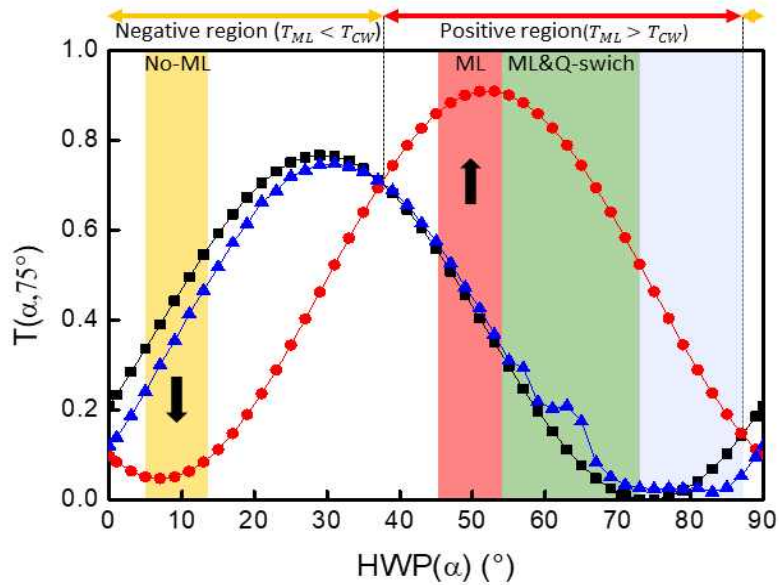 Negative region (T_ML < T_CW)
Positive region(T_ML > T_CW)
No-ML
ML
ML&Q-swich
1.0
0.8
0.6
0.4
0.2
0.0
T(α,75°)
0 10 20 30 40 50 60 70 80 90
HWP(α) (°)